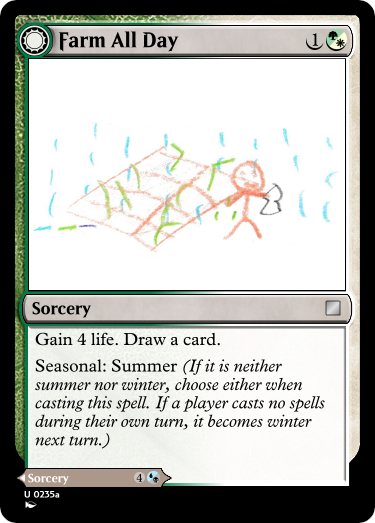 Farm All Day 1
Sorcery
Gain 4 life. Draw a card.
Seasonal: Summer (If it is neither
summer nor winter, choose either when
casting this spell. If a player casts no spells
during their own turn, it becomes winter
next turn.)
Sorcery 4
U 0235a